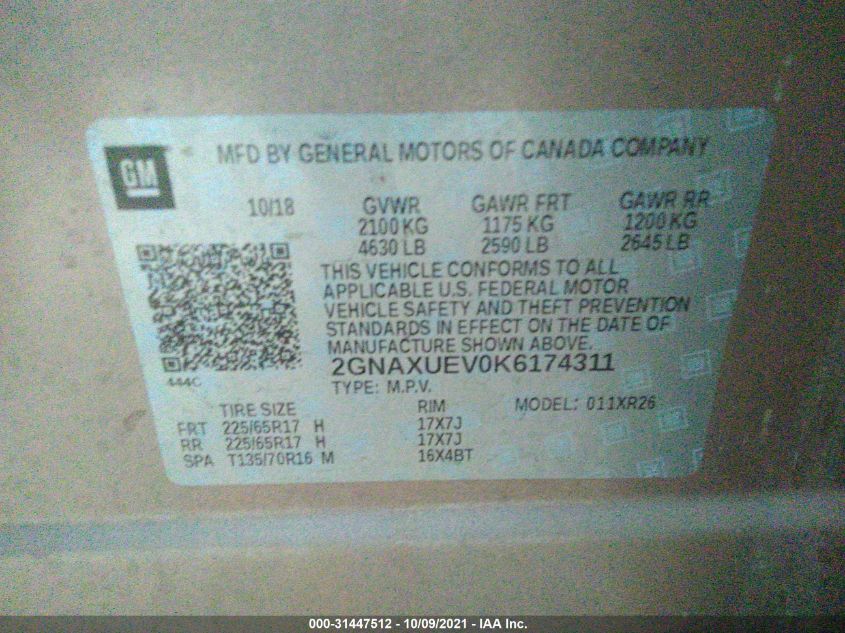 GM
MFD BY GENERAL MOTORS OF CANADA COMPANY
10/18 GVWR GAWR FRT GAWR RR
2100 KG 1175 KG 1200 KG
4630 LB 2590 LB 2645 LB
THIS VEHICLE CONFORMS TO ALL
APPLICABLE U.S. FEDERAL MOTOR
VEHICLE SAFETY AND THEFT PREVENTION
STANDARDS IN EFFECT ON THE DATE OF
MANUFACTURE SHOWN ABOVE.
444C
2GNAXUEV0K6174311
TYPE: M.P.V.
TIRE SIZE RIM MODEL: 011XR26
FRT 225/65R17 H 17X7J
RR 225/65R17 H 17X7J
SPA T135/70R16 M 16X4BT
000-31447512 - 10/09/2021 - IAA Inc.